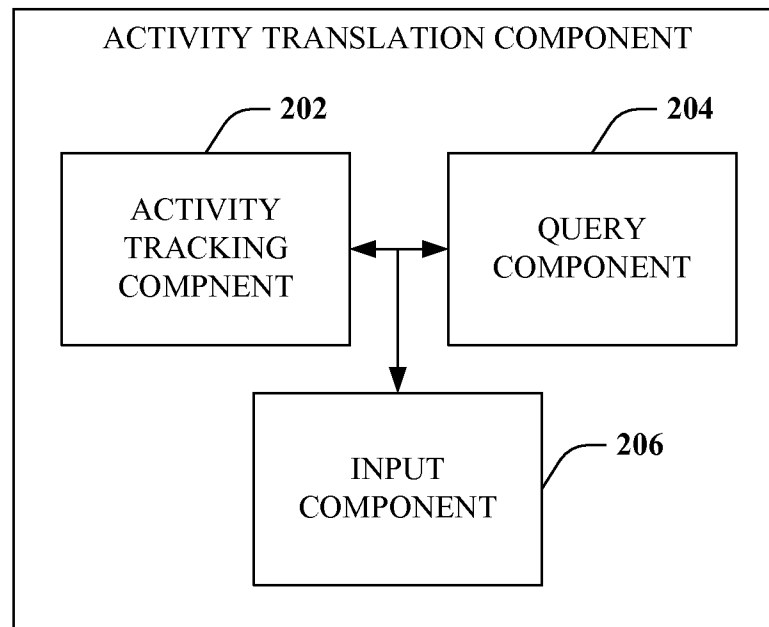 ACTIVITY TRANSLATION COMPONENT
202
204
ACTIVITY
TRACKING
COMPNENT
QUERY
COMPONENT
206
INPUT
COMPONENT